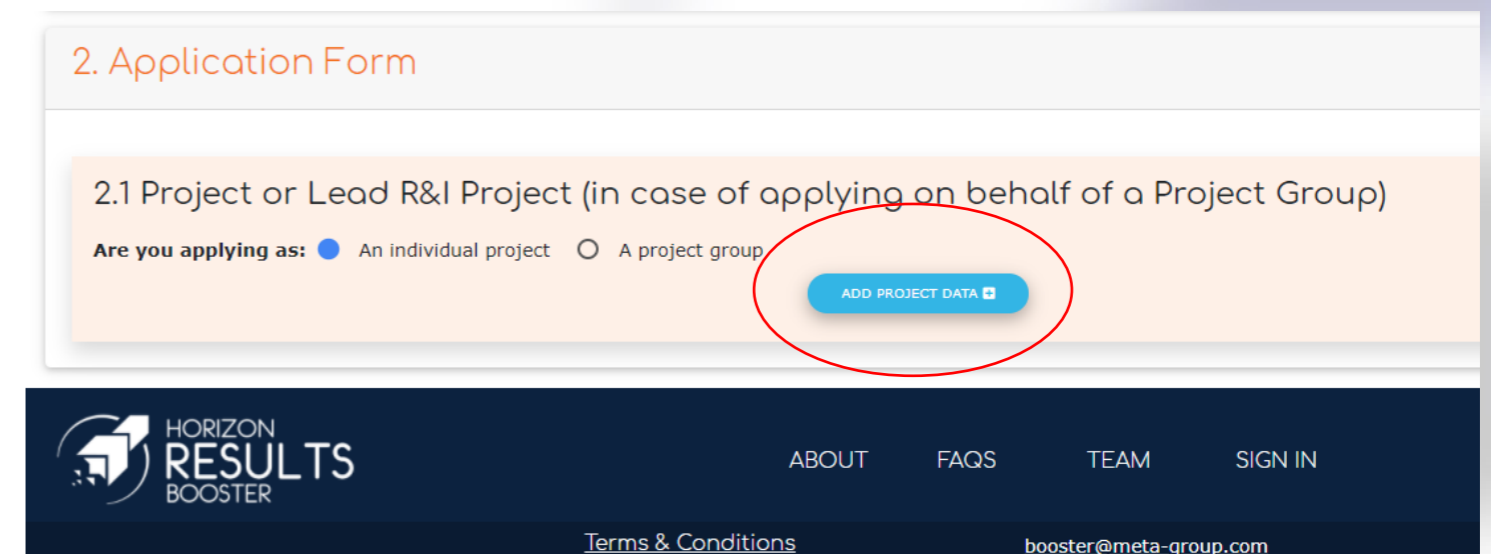 2. Application Form
2.1 Project or Lead R&I Project (in case of applying on behalf of a Project Group)
Are you applying as: An individual project A project group
ADD PROJECT DATA
HORIZON
RESULTS
BOOSTER
ABOUT FAQS TEAM SIGN IN
Terms & Conditions booster@meta-group.com